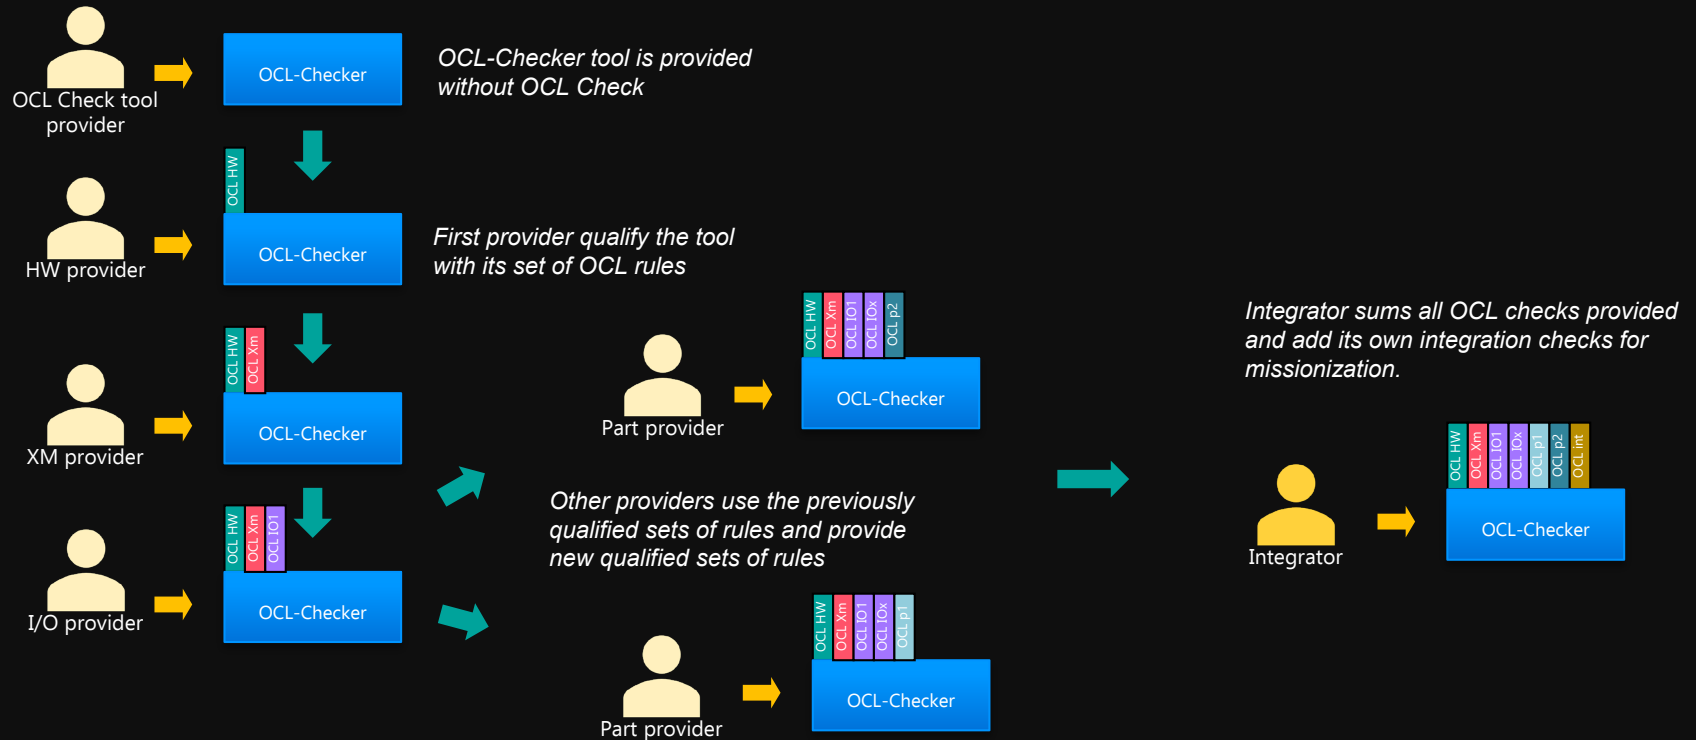 OCL Check tool
provider
OCL-Checker
OCL-Checker tool is provided
without OCL Check
HW provider
OCL HW
OCL-Checker
First provider qualify the tool
with its set of OCL rules
XM provider
OCL HW
OCL Xm
OCL-Checker
I/O provider
OCL HW
OCL Xm
OCL IO1
OCL-Checker
Part provider
OCL HW
OCL Xm
OCL IO1
OCL IOx
OCL p2
OCL-Checker
Other providers use the previously
qualified sets of rules and provide
new qualified sets of rules
Part provider
OCL HW
OCL Xm
OCL IO1
OCL IOx
OCL p1
OCL-Checker
Integrator sums all OCL checks provided
and add its own integration checks for
missionization.
Integrator
OCL HW
OCL Xm
OCL IO1
OCL IOx
OCL p1
OCL p2
OCL int
OCL-Checker